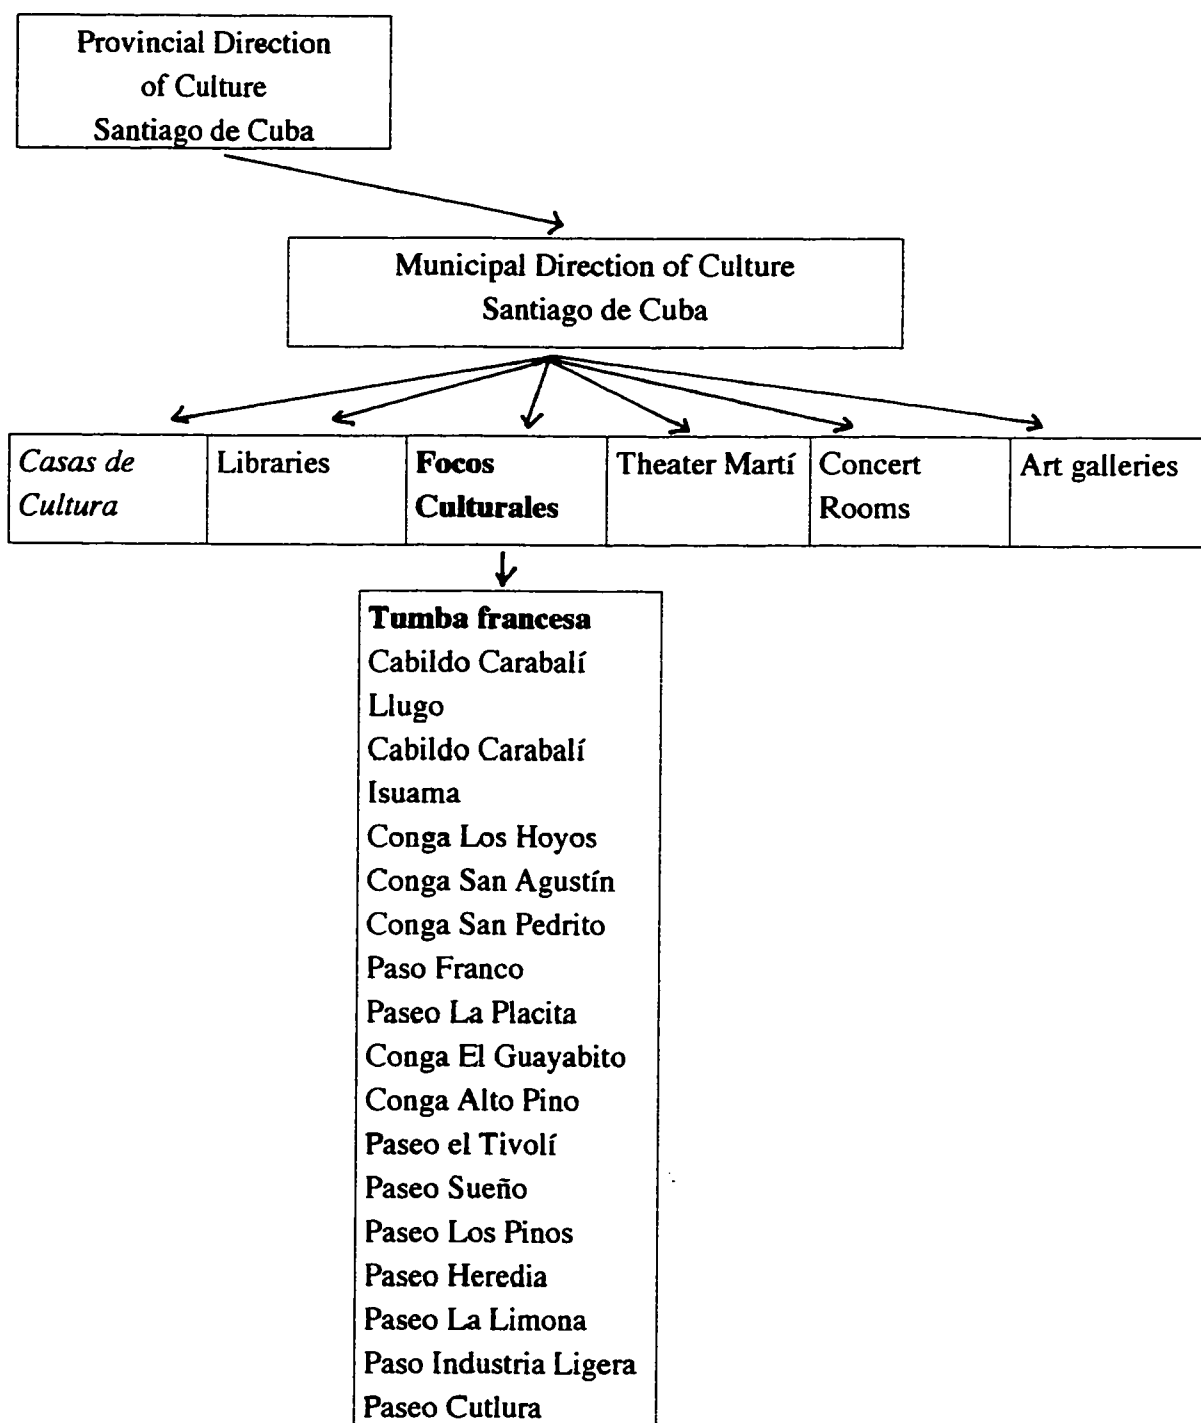 Provincial Direction
of Culture
Santiago de Cuba
Municipal Direction of Culture
Santiago de Cuba
Casas de
Cultura
Libraries
Focos
Culturales
Theater Martí
Concert
Rooms
Art galleries
Tumba francesa
Cabildo Carabalí
Llugo
Cabildo Carabalí
Isuama
Conga Los Hoyos
Conga San Agustín
Conga San Pedrito
Paso Franco
Paseo La Placita
Conga El Guayabito
Conga Alto Pino
Paseo el Tivolí
Paseo Sueño
Paseo Los Pinos
Paseo Heredia
Paseo La Limona
Paso Industria Ligera
Paseo Cutlura